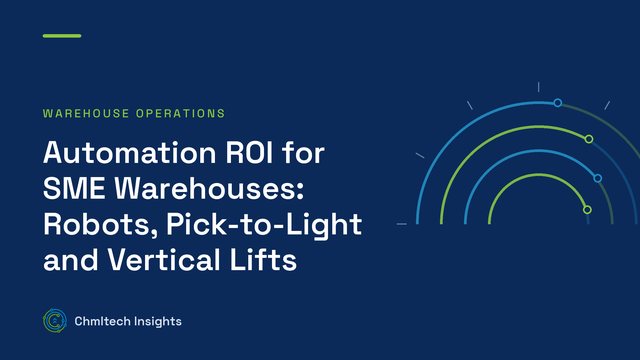 WAREHOUSE OPERATIONS
Automation ROI for
SME Warehouses:
Robots, Pick-to-Light
and Vertical Lifts
Chmltech Insights